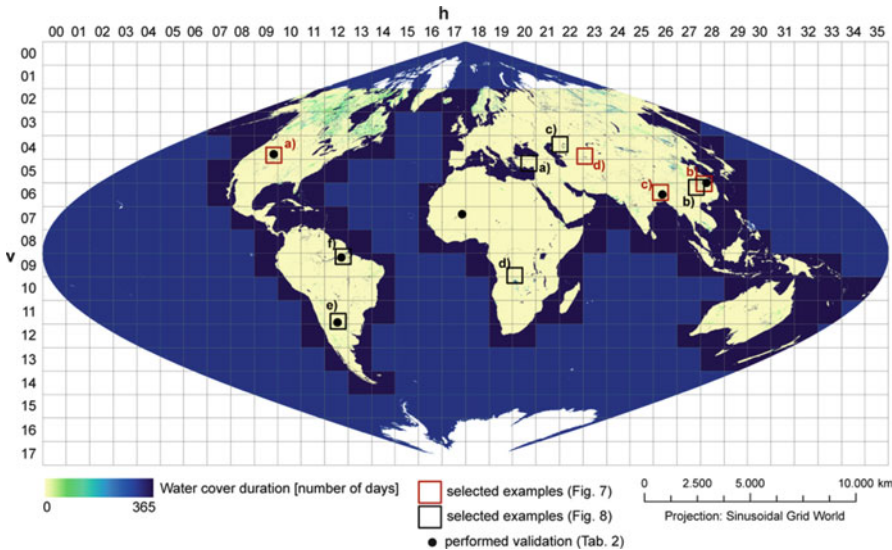 h
00 01 02 03 04 05 06 07 08 09 10 11 12 13 14 15 16 17 18 19 20 21 22 23 24 25 26 27 28 29 30 31 32 33 34 35
00
01
02
03
04
05
06
07
08
09
10
11
12
13
14
15
16
17
v
a)
c)
a)
d)
c)
b)
b)
f)
d)
e)
Water cover duration [number of days]
0 365
selected examples (Fig. 7)
selected examples (Fig. 8)
performed validation (Tab. 2)
0 2.500 5.000 10.000 km
Projection: Sinusoidal Grid World